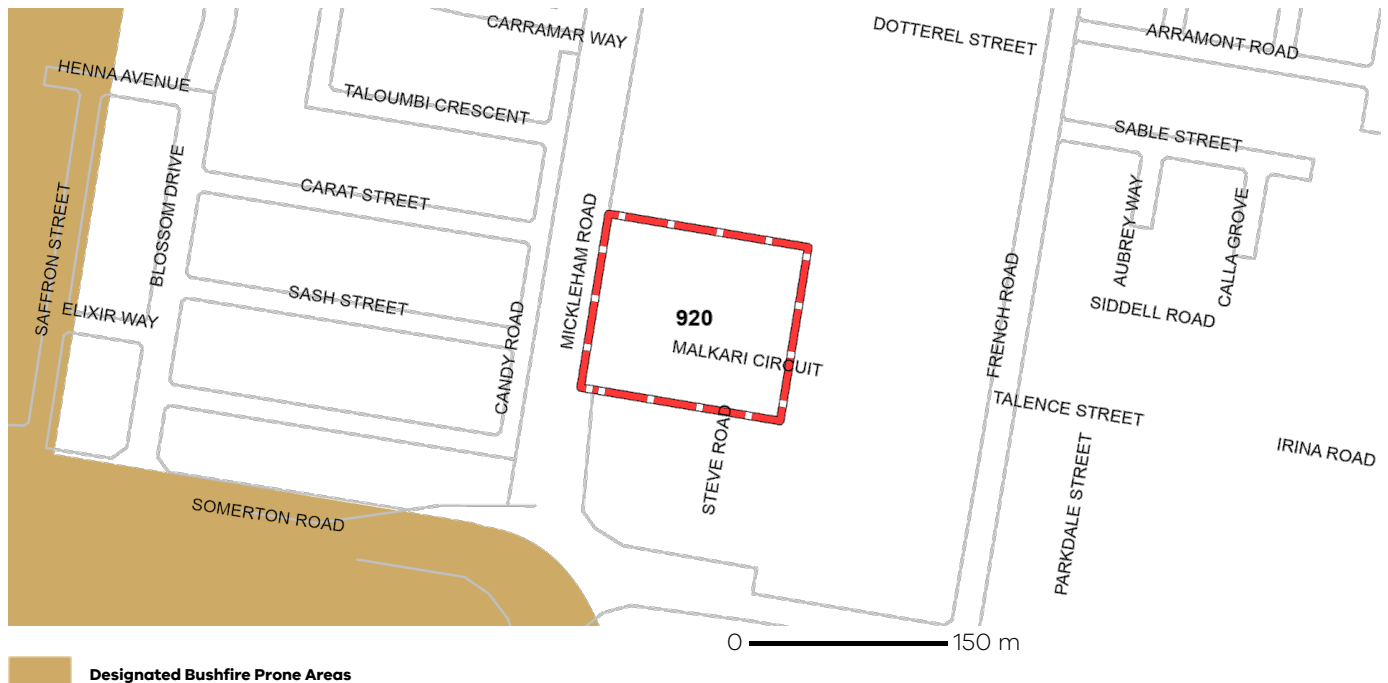 CARRAMAR WAY
DOTTEREL STREET
ARRAMONT ROAD
HENNA AVENUE
TALOUMBI CRESCENT
SABLE STREET
BLOSSOM DRIVE
CARAT STREET
SAFFRON STREET
MICKLEHAM ROAD
AUBREY WAY
CALLA GROVE
SASH STREET
ELIXIR WAY
920
SIDDELL ROAD
FRENCH ROAD
CANDY ROAD
MALKARI CIRCUIT
TALENCE STREET
STEVE ROAD
IRINA ROAD
PARKDALE STREET
SOMERTON ROAD
0 150 m
Designated Bushfire Prone Areas